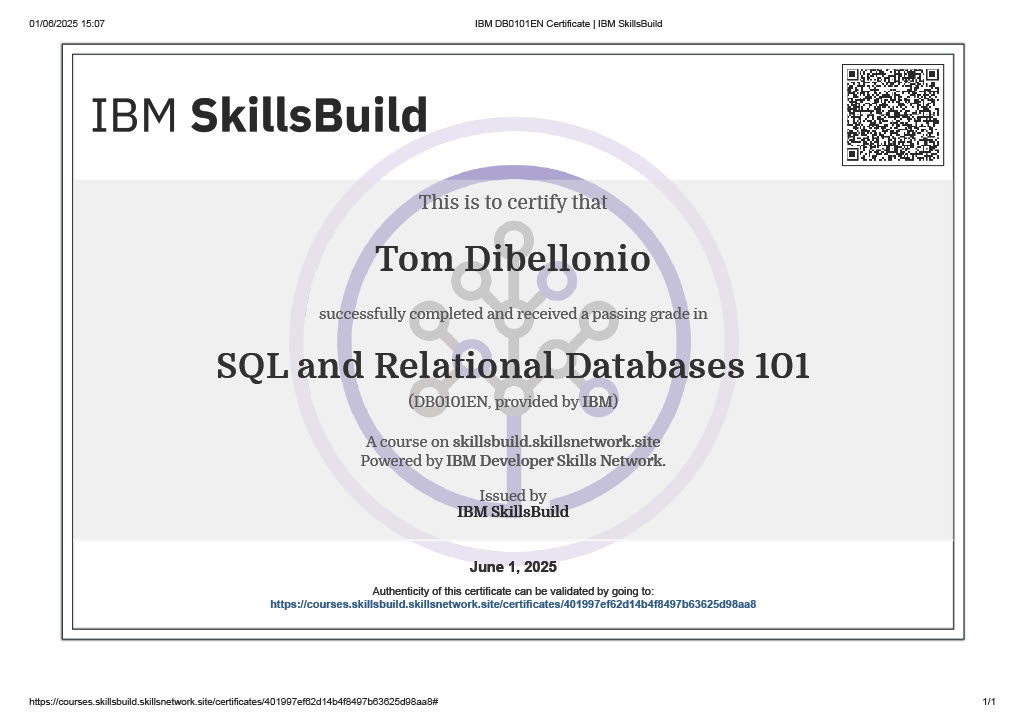 01/06/2025 15:07
IBM DB0101EN Certificate | IBM SkillsBuild
IBM SkillsBuild
This is to certify that
Tom Dibellonio
successfully completed and received a passing grade in
SQL and Relational Databases 101
(DB0101EN, provided by IBM)
A course on skillsbuild.skillsnetwork.site
Powered by IBM Developer Skills Network.
Issued by
IBM SkillsBuild
June 1, 2025
Authenticity of this certificate can be validated by going to:
https://courses.skillsbuild.skillsnetwork.site/certificates/401997ef62d14b4f8497b63625d98aa8
https://courses.skillsbuild.skillsnetwork.site/certificates/401997ef62d14b4f8497b63625d98aa8#
1/1